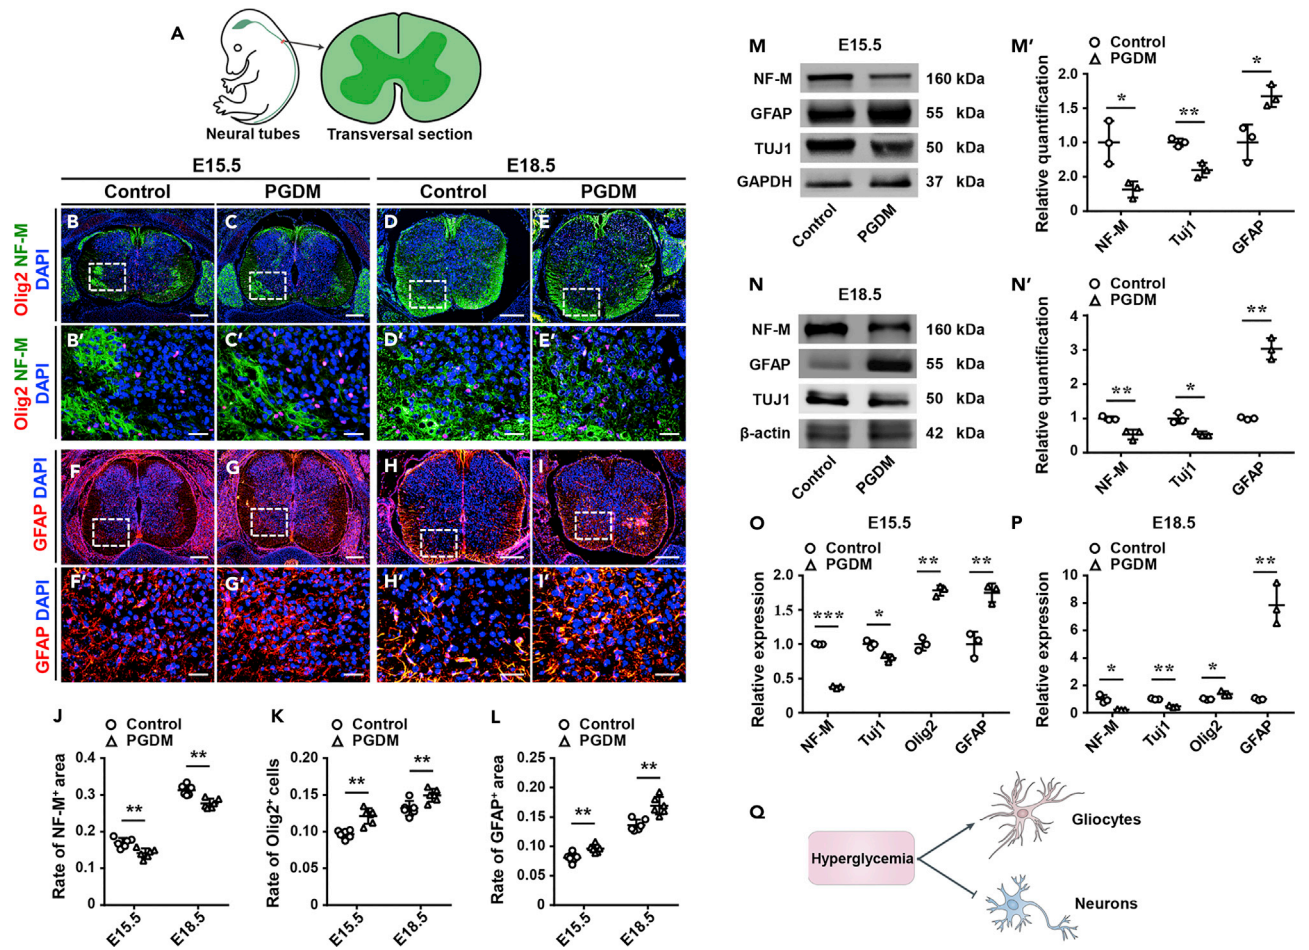 A
Neural tubes
Transversal section
E15.5
E18.5
Control
PGDM
Control
PGDM
Olig2 NF-M
DAPI
B
C
D
E
Olig2 NF-M
DAPI
B'
C'
D'
E'
GFAP DAPI
F
G
H
I
GFAP DAPI
F'
G'
H'
I'
J
Control
PGDM
Rate of NF-M+ area
0.4
0.3
0.2
0.1
0
**
**
E15.5
E18.5
K
Control
PGDM
Rate of Olig2+ cells
0.20
0.15
0.10
0.05
0
**
**
E15.5
E18.5
L
Control
PGDM
Rate of GFAP+ area
0.25
0.20
0.15
0.10
0.05
0
**
**
E15.5
E18.5
M
E15.5
NF-M
160 kDa
GFAP
55 kDa
TUJ1
50 kDa
GAPDH
37 kDa
Control
PGDM
M'
Control
PGDM
Relative quantification
2.0
1.0
2.0
0
*
**
*
NF-M
Tuj1
GFAP
N
E18.5
NF-M
160 kDa
GFAP
55 kDa
TUJ1
50 kDa
β-actin
42 kDa
Control
PGDM
N'
Control
PGDM
Relative quantification
4
3
2
1
0
**
*
**
NF-M
Tuj1
GFAP
O
E15.5
Control
PGDM
Relative expression
2.0
1.5
1.0
0.5
0
***
*
**
**
NF-M
Tuj1
Olig2
GFAP
P
E18.5
Control
PGDM
Relative expression
10
8
6
4
2
0
*
**
*
**
NF-M
Tuj1
Olig2
GFAP
Q
Hyperglycemia
Gliocytes
Neurons